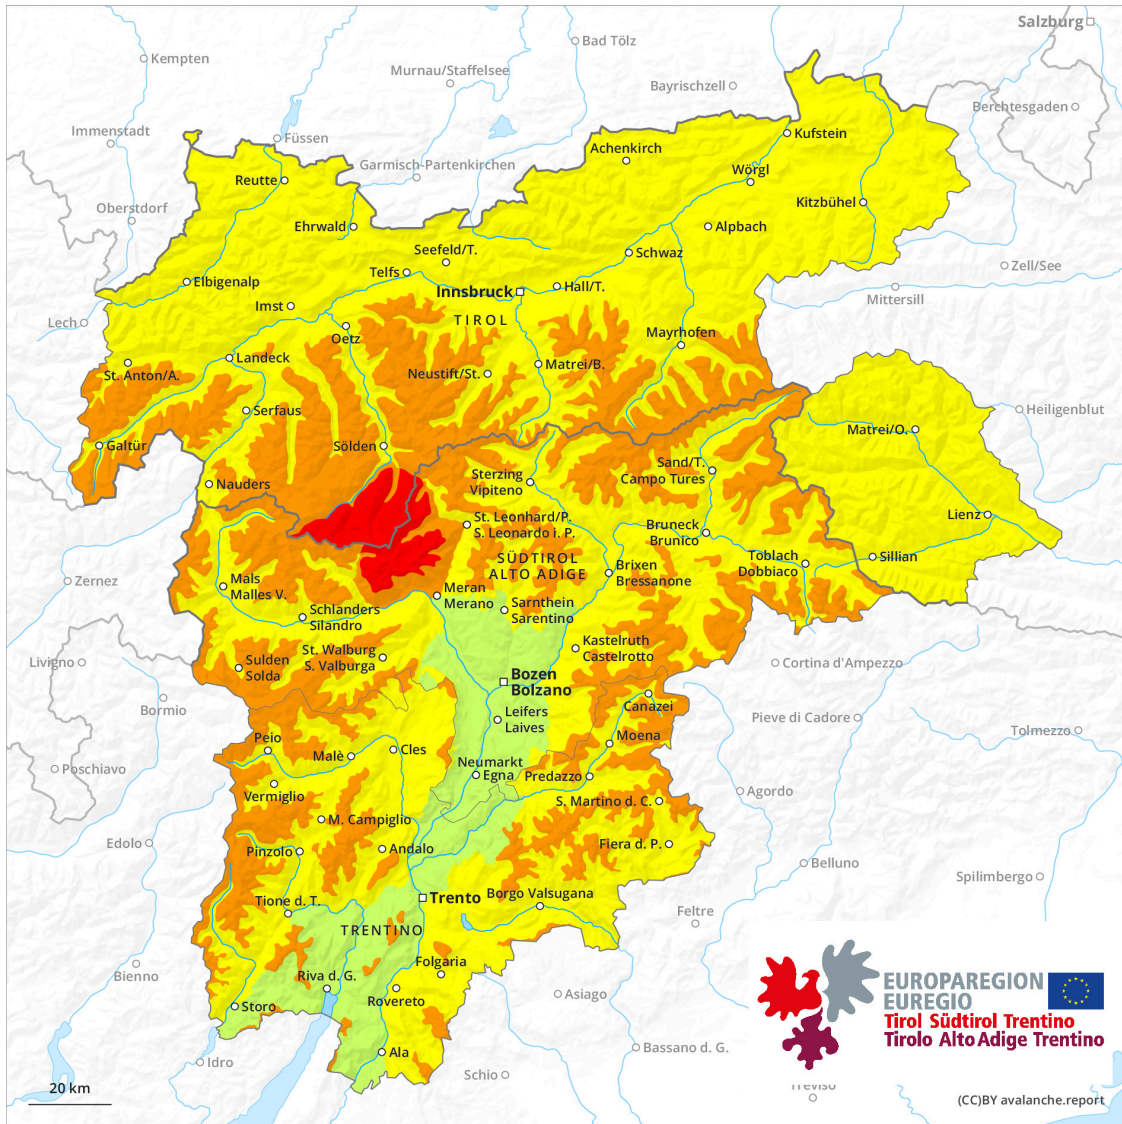 Salzburg
Bad Tölz
Kempten
Murnau/Staffelsee
Bayrischzell
Berchtesgaden
Immenstadt
Füssen
Kufstein
Achenkirch
Garmisch-Partenkirchen
Wörgl
Reutte
Kitzbühel
Oberstdorf
Ehrwald
Alpbach
Seefeld/T.
Schwaz
Zell/See
Telfs
Elbigenalp
Hall/T.
Innsbruck
Mittersill
Imst
TIROL
Lech
Oetz
Mayrhofen
Landeck
Matrei/B.
St. Anton/A.
Neustift/St.
Serfaus
Heiligenblut
Matrei/O.
Galtür
Sölden
Sand/T.
Campo Tures
Sterzing
Vipiteno
Nauders
Lienz
St. Leonhard/P.
S. Leonardo i. P.
Bruneck
Brunico
SÜDTIROL
ALTO ADIGE
Toblach
Dobbiaco
Sillian
Brixen
Bressanone
Zernez
Mals
Malles V.
Meran
Merano
Sarnthein
Sarentino
Schlanders
Silandro
Kastelruth
Castelrotto
St. Walburg
S. Valburga
Livigno
Sulden
Solda
Cortina d'Ampezzo
Bozen
Bolzano
Bormio
Canazei
Leifers
Laives
Pieve di Cadore
Tolmezzo
Peio
Moena
Cles
Malè
Neumarkt
Egna
Poschiavo
Predazzo
Vermiglio
Agordo
S. Martino d. C.
M. Campiglio
Edolo
Pinzolo
Andalo
Fiera d. P.
Belluno
Spilimbergo
Trento
Borgo Valsugana
Tione d. T.
Feltre
TRENTINO
Folgaria
Bienno
Riva d. G.
Rovereto
Asiago
Storo
EUROPAREGION
EUREGIO
Tirol Südtirol Trentino
Tirolo Alto Adige Trentino
Ala
Bassano d. G.
Idro
Schio
20 km
Treviso
(CC)BY avalanche.report